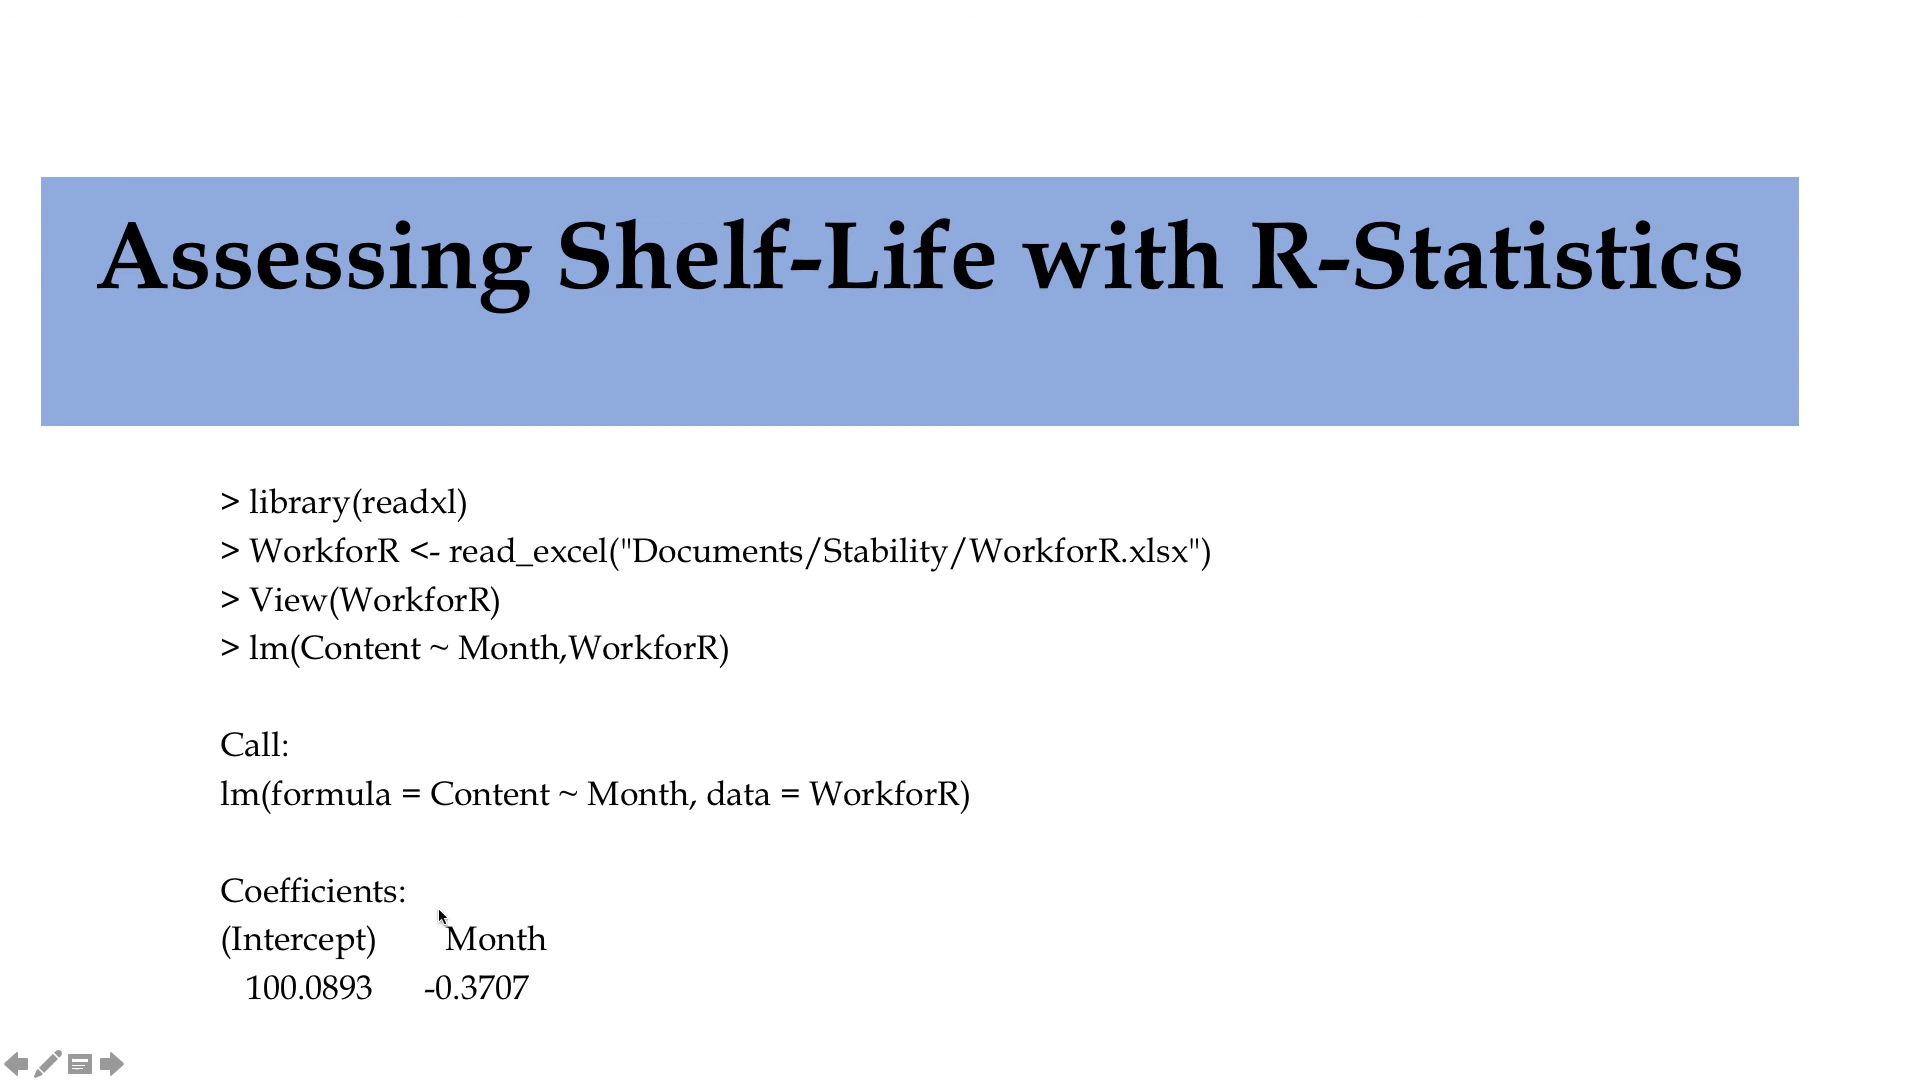 Assessing Shelf-Life with R-Statistics
> library(readxl)
> WorkforR <- read_excel("Documents/Stability/WorkforR.xlsx")
> View(WorkforR)
> lm(Content ~ Month,WorkforR)
Call:
lm(formula = Content ~ Month, data = WorkforR)
Coefficients:
(Intercept) Month
100.0893 -0.3707